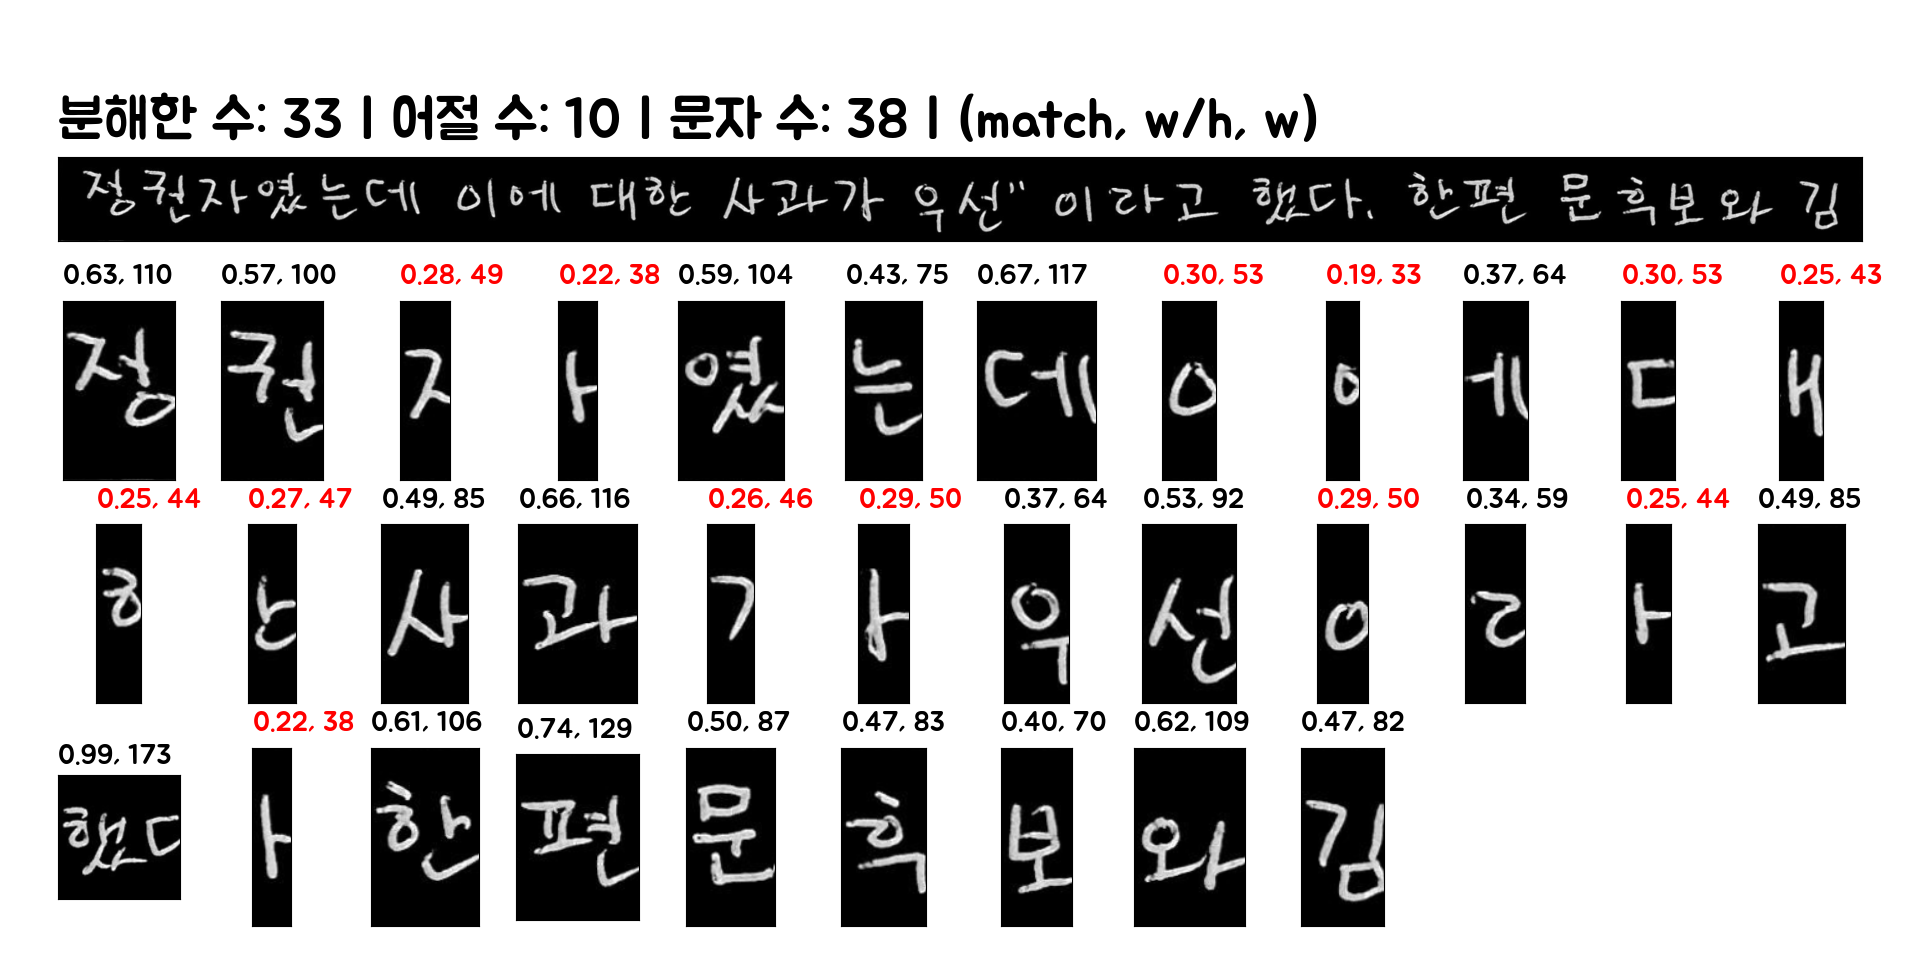 분해한 수: 33 | 어절 수: 10 | 문자 수: 38 | (match, w/h, w)
정권자였는데 이에 대한 사과가 우선" 이라고 했다. 한편 문흑보와 김
0.63, 110 0.57, 100 0.28, 49 0.22, 38 0.59, 104 0.43, 75 0.67, 117 0.30, 53 0.19, 33 0.37, 64 0.30, 53 0.25, 43
정 권 ㅈ ㅏ 였 는 데 ㅇ ㅇ ㅔ ㄷ ㅐ
0.25, 44 0.27, 47 0.49, 85 0.66, 116 0.26, 46 0.29, 50 0.37, 64 0.53, 92 0.29, 50 0.34, 59 0.25, 44 0.49, 85
ㅎ ㅏㄴ 사 과 ㄱ ㅏ 우 선 ㅇ ㄹ ㅏ 고
0.99, 173 0.22, 38 0.61, 106 0.74, 129 0.50, 87 0.47, 83 0.40, 70 0.62, 109 0.47, 82
했ㄷ ㅏ 한 편 문 흑 보 와 김